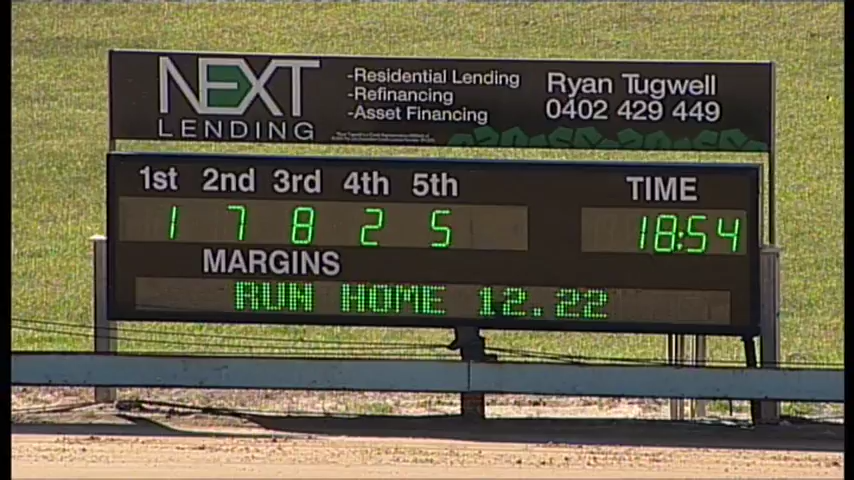 NEXT
LENDING
-Residential Lending
-Refinancing
-Asset Financing
Ryan Tugwell
0402 429 449
1st 2nd 3rd 4th 5th
TIME
1 7 8 2 5
18:54
MARGINS
RUN HOME 12.22